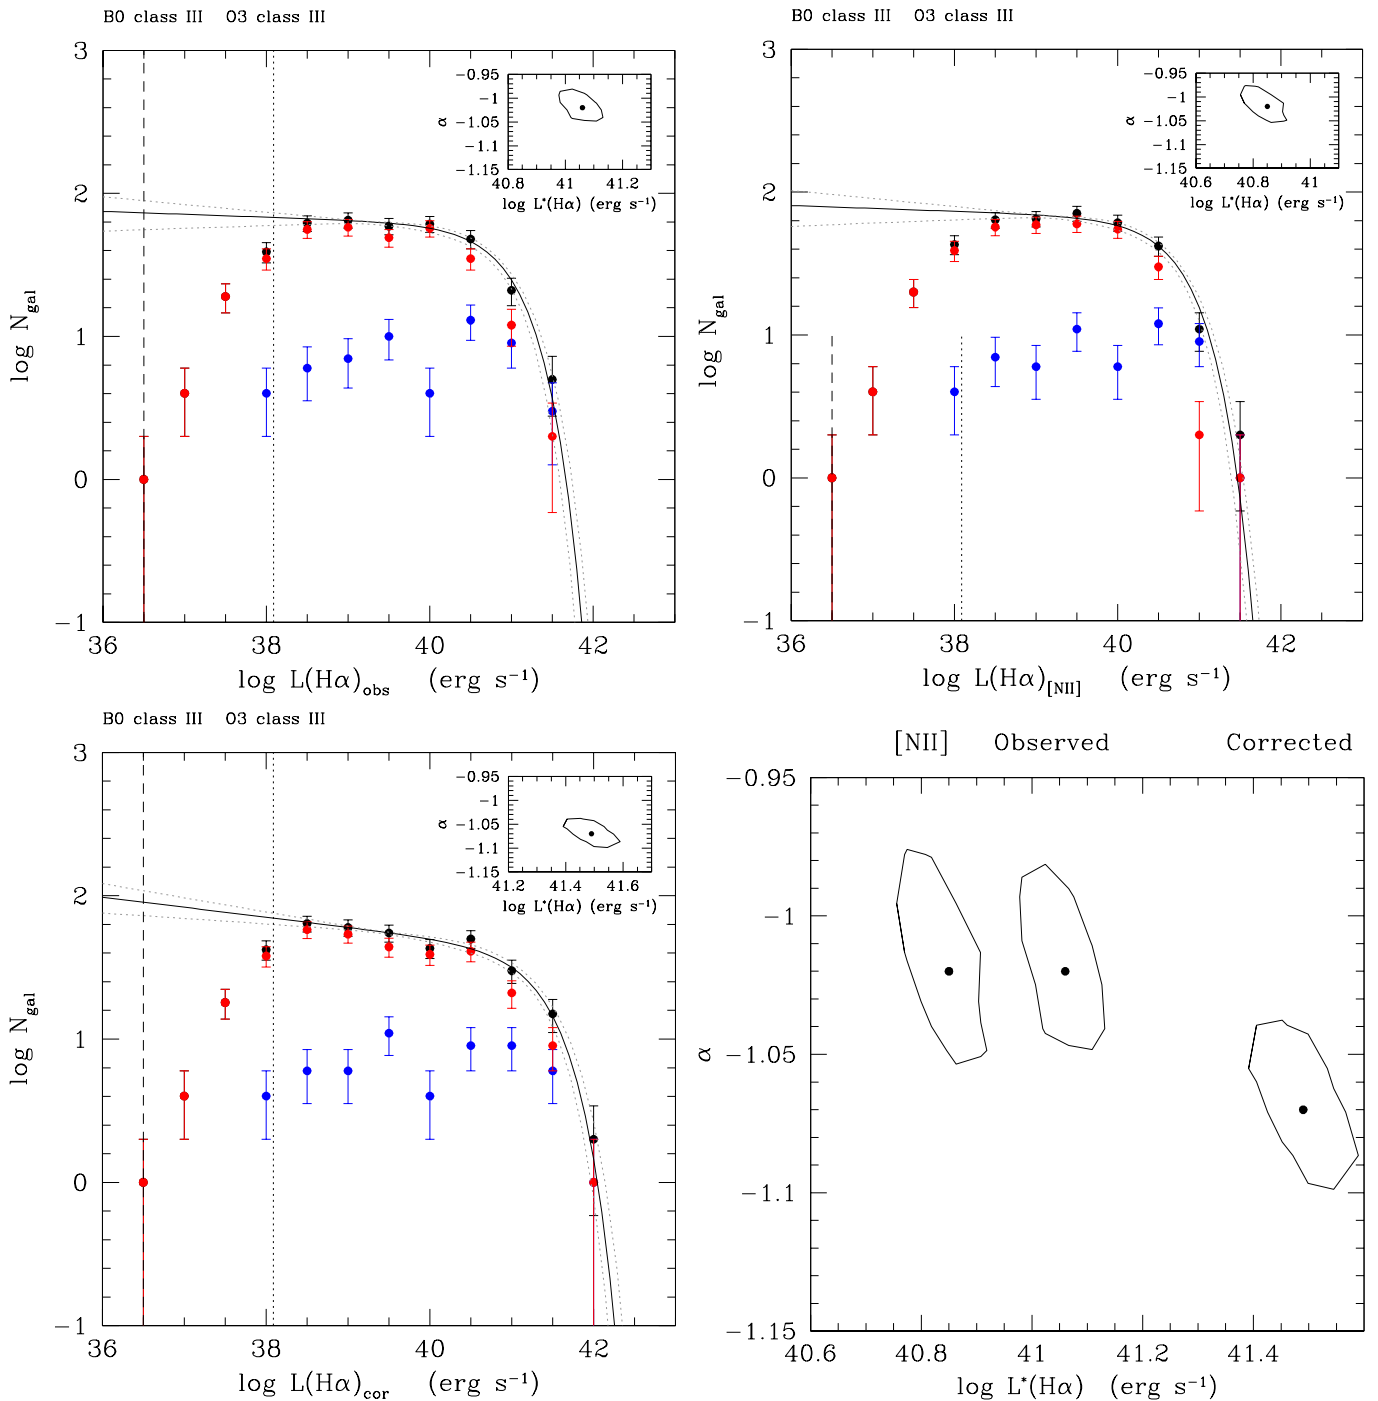 B0 class III O3 class III
3
2
1
0
−1
log N_gal
36 38 40 42
log L(Hα)_obs (erg s⁻¹)
−0.95
−1
−1.05
−1.1
−1.15
α
40.8 41 41.2
log L*(Hα) (erg s⁻¹)
B0 class III O3 class III
3
2
1
0
−1
log N_gal
36 38 40 42
log L(Hα)_[NII] (erg s⁻¹)
−0.95
−1
−1.05
−1.1
−1.15
α
40.6 40.8 41
log L*(Hα) (erg s⁻¹)
B0 class III O3 class III
3
2
1
0
−1
log N_gal
36 38 40 42
log L(Hα)_cor (erg s⁻¹)
−0.95
−1
−1.05
−1.1
−1.15
α
41.2 41.4 41.6
log L*(Hα) (erg s⁻¹)
[NII] Observed Corrected
−0.95
−1
−1.05
−1.1
−1.15
α
40.6 40.8 41 41.2 41.4
log L*(Hα) (erg s⁻¹)